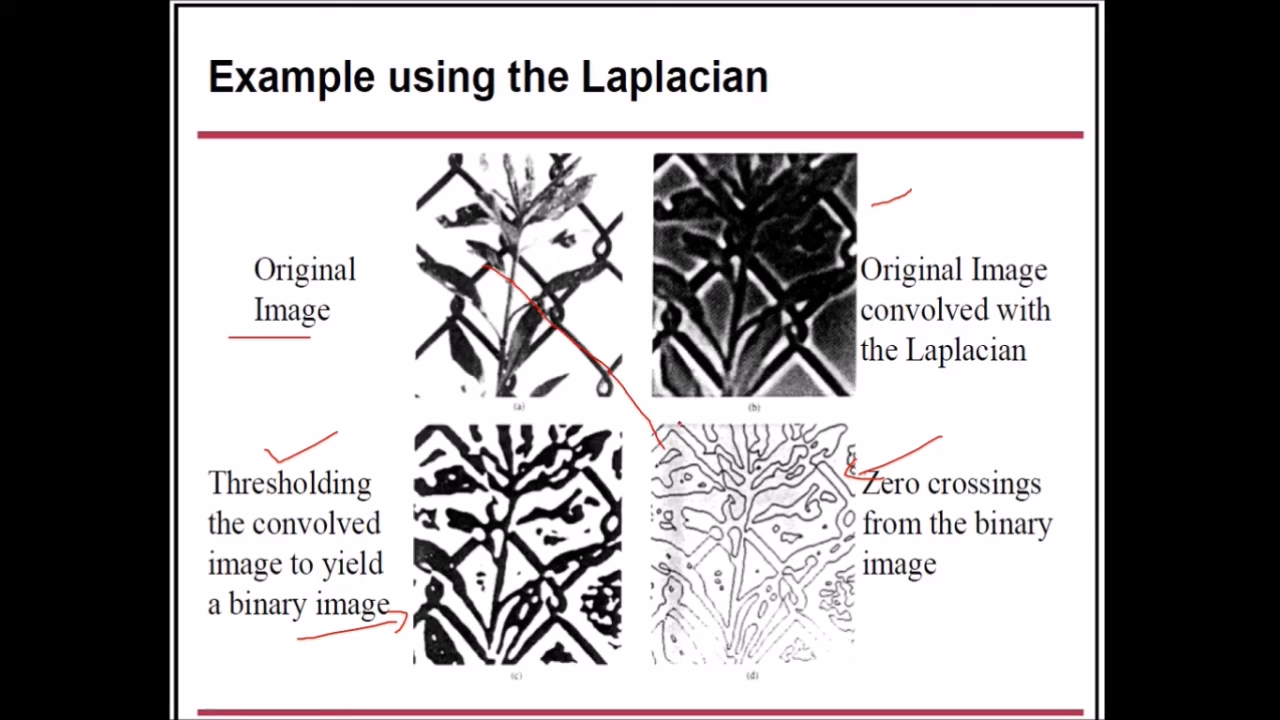 Example using the Laplacian
Original
Image
(a)
(b)
Original Image
convolved with
the Laplacian
Thresholding
the convolved
image to yield
a binary image
(c)
(d)
Zero crossings
from the binary
image